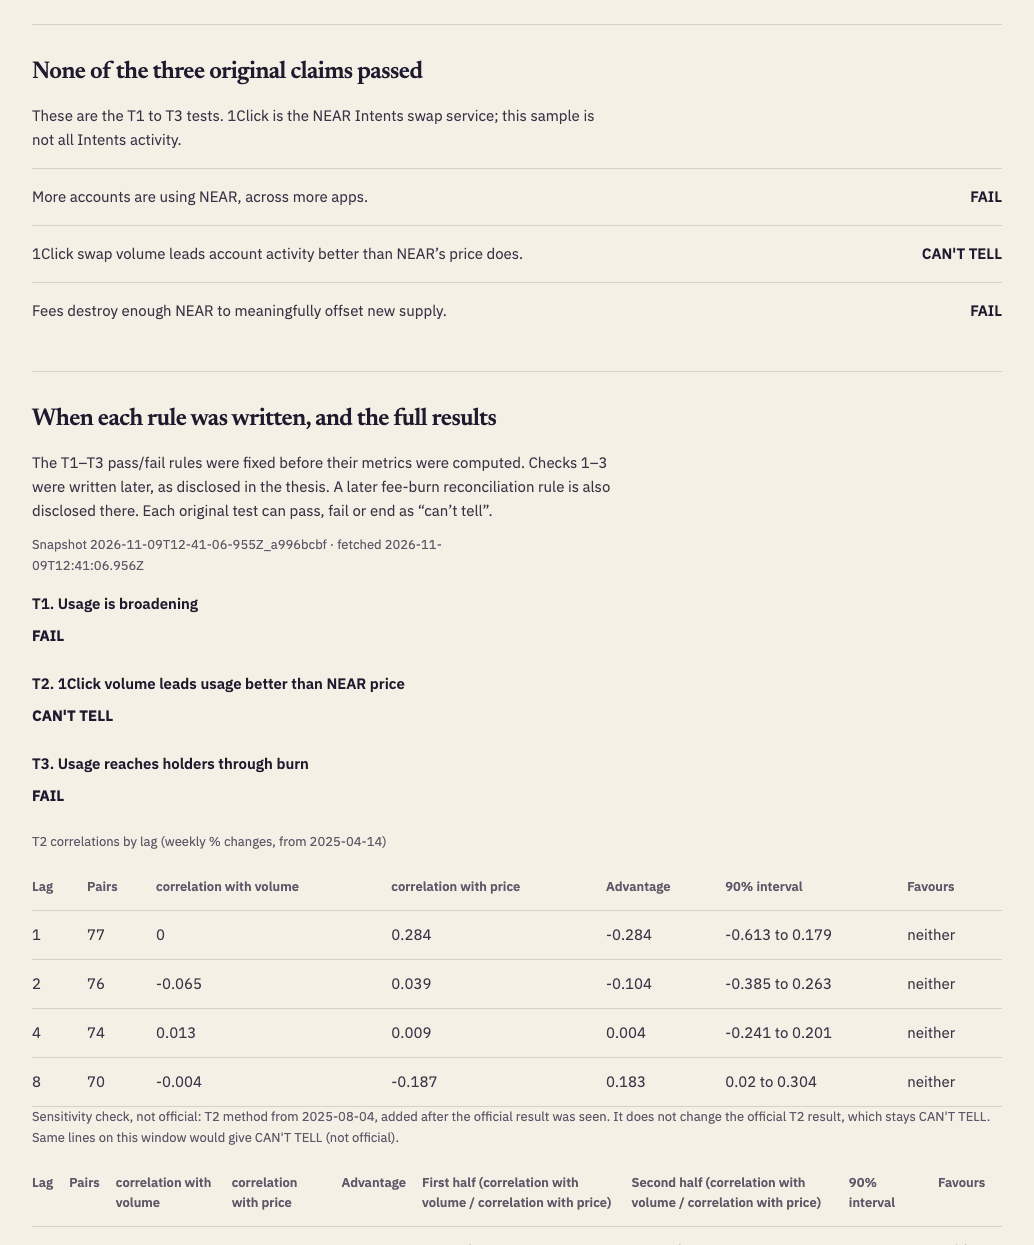 None of the three original claims passed
These are the T1 to T3 tests. 1Click is the NEAR Intents swap service; this sample is
not all Intents activity.
More accounts are using NEAR, across more apps. FAIL
1Click swap volume leads account activity better than NEAR’s price does. CAN'T TELL
Fees destroy enough NEAR to meaningfully offset new supply. FAIL
When each rule was written, and the full results
The T1–T3 pass/fail rules were fixed before their metrics were computed. Checks 1–3
were written later, as disclosed in the thesis. A later fee-burn reconciliation rule is also
disclosed there. Each original test can pass, fail or end as “can’t tell”.
Snapshot 2026-11-09T12-41-06-955Z_a996bcbf · fetched 2026-11-
09T12:41:06.956Z
T1. Usage is broadening
FAIL
T2. 1Click volume leads usage better than NEAR price
CAN'T TELL
T3. Usage reaches holders through burn
FAIL
T2 correlations by lag (weekly % changes, from 2025-04-14)
Lag Pairs correlation with volume correlation with price Advantage 90% interval Favours
1 77 0 0.284 -0.284 -0.613 to 0.179 neither
2 76 -0.065 0.039 -0.104 -0.385 to 0.263 neither
4 74 0.013 0.009 0.004 -0.241 to 0.201 neither
8 70 -0.004 -0.187 0.183 0.02 to 0.304 neither
Sensitivity check, not official: T2 method from 2025-08-04, added after the official result was seen. It does not change the official T2 result, which stays CAN'T TELL.
Same lines on this window would give CAN'T TELL (not official).
Lag Pairs correlation with correlation Advantage First half (correlation with Second half (correlation with 90% Favours
volume with price volume / correlation with price) volume / correlation with price) interval